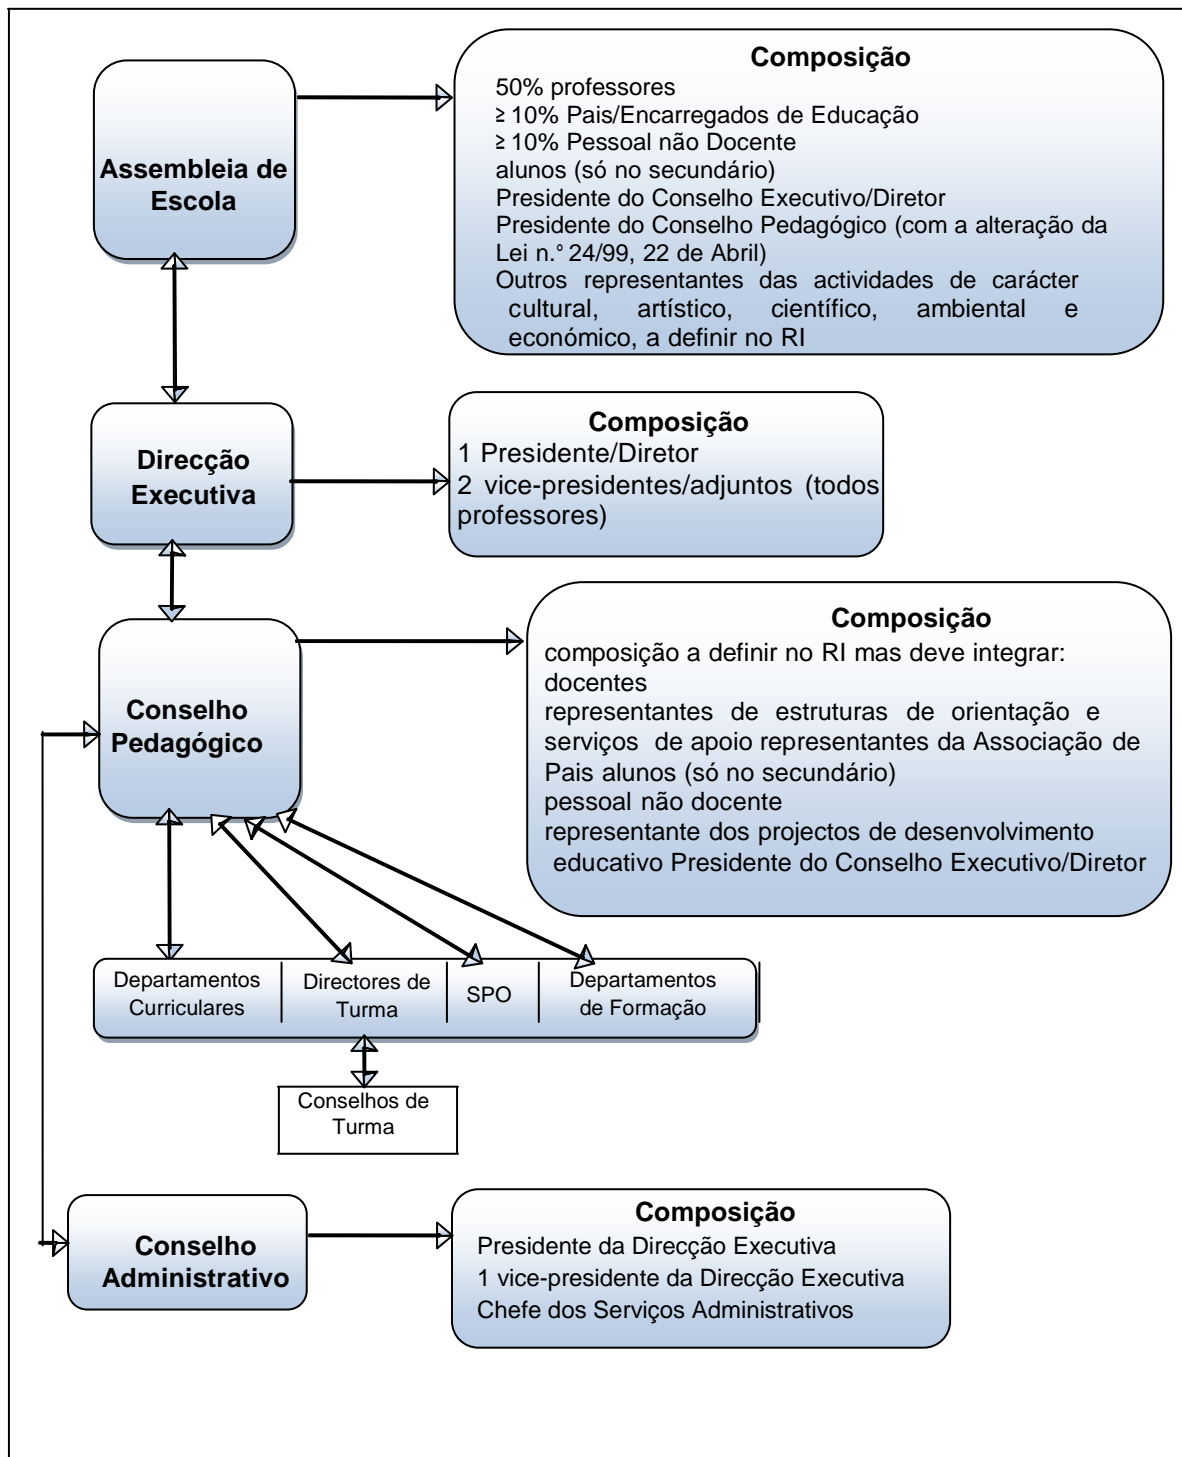 Composição
50% professores
≥ 10% Pais/Encarregados de Educação
≥ 10% Pessoal não Docente
alunos (só no secundário)
Presidente do Conselho Executivo/Diretor
Presidente do Conselho Pedagógico (com a alteração da
Lei n.° 24/99, 22 de Abril)
Outros representantes das actividades de carácter
cultural, artístico, científico, ambiental e
económico, a definir no RI
Assembleia de
Escola
Direcção
Executiva
Composição
1 Presidente/Diretor
2 vice-presidentes/adjuntos (todos
professores)
Conselho
Pedagógico
Composição
composição a definir no RI mas deve integrar:
docentes
representantes de estruturas de orientação e
serviços de apoio representantes da Associação de
Pais alunos (só no secundário)
pessoal não docente
representante dos projectos de desenvolvimento
educativo Presidente do Conselho Executivo/Diretor
Departamentos
Curriculares
Directores de
Turma
SPO
Departamentos
de Formação
Conselhos de
Turma
Conselho
Administrativo
Composição
Presidente da Direcção Executiva
1 vice-presidente da Direcção Executiva
Chefe dos Serviços Administrativos